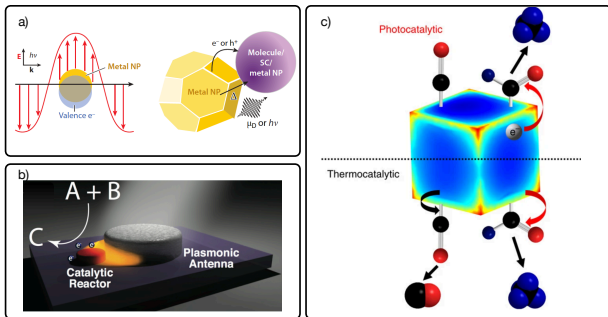 a)
E
hν
k
Metal NP
Valence e⁻
e⁻ or h⁺
Molecule/
SC/
metal NP
Metal NP
Δ
μD or hν
b)
A + B
C
e⁻
e⁻
Catalytic
Reactor
Plasmonic
Antenna
c)
Photocatalytic
e⁻
Thermocatalytic